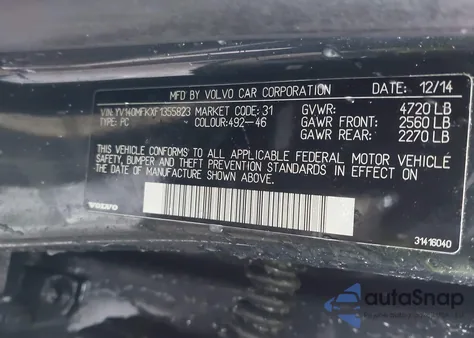 MFD BY VOLVO CAR CORPORATION DATE: 12/14
VIN: YV140MFKXF1355823 MARKET CODE: 31 GVWR: 4720 LB
TYPE: PC COLOUR: 492-46 GAWR FRONT: 2560 LB
GAWR REAR: 2270 LB
THIS VEHICLE CONFORMS TO ALL APPLICABLE FEDERAL MOTOR VEHICLE
SAFETY, BUMPER AND THEFT PREVENTION STANDARDS IN EFFECT ON
THE DATE OF MANUFACTURE SHOWN ABOVE.
VOLVO
31416040
autoSnap